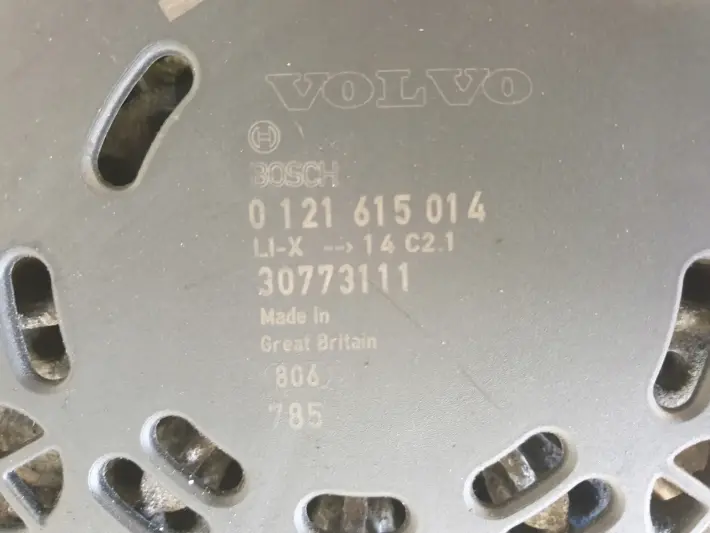 VOLVO
BOSCH
0 121 615 014
LI-X --> 14 C2.1
30773111
Made in
Great Britain
806
785